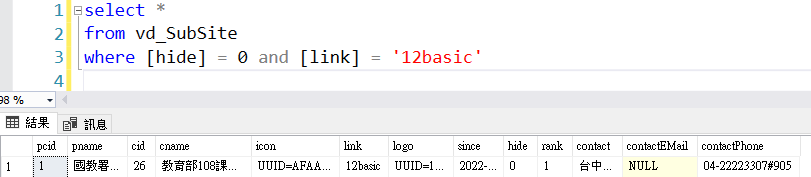 1 select *
2 from vd_SubSite
3 where [hide] = 0 and [link] = '12basic'
4
98 %
結果 訊息
pcid pname cid cname icon link logo since hide rank contact contactEMail contactPhone
1 1 國教署... 26 教育部108課... UUID=AFAA... 12basic UUID=1... 2022-... 0 1 台中... NULL 04-22223307#905